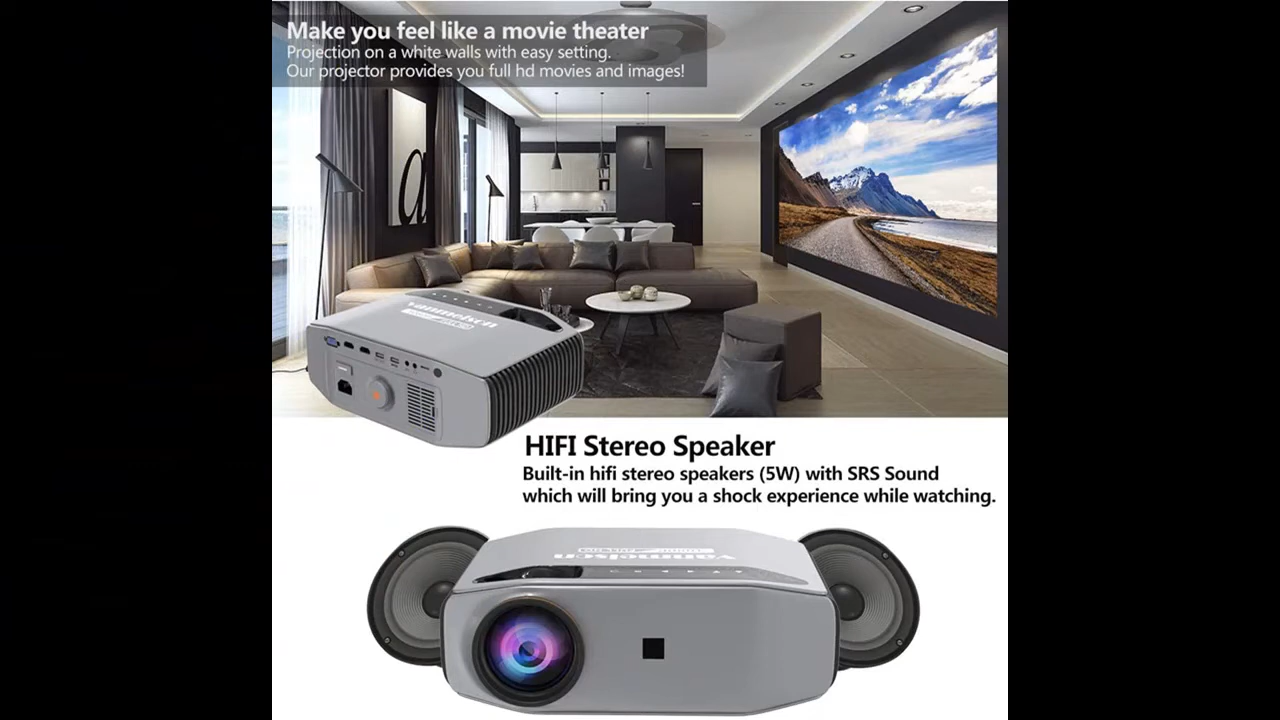 Make you feel like a movie theater
Projection on a white walls with easy setting.
Our projector provides you full hd movies and images!
a
vanmelson
HIFI Stereo Speaker
Built-in hifi stereo speakers (5W) with SRS Sound
which will bring you a shock experience while watching.
vanmelson